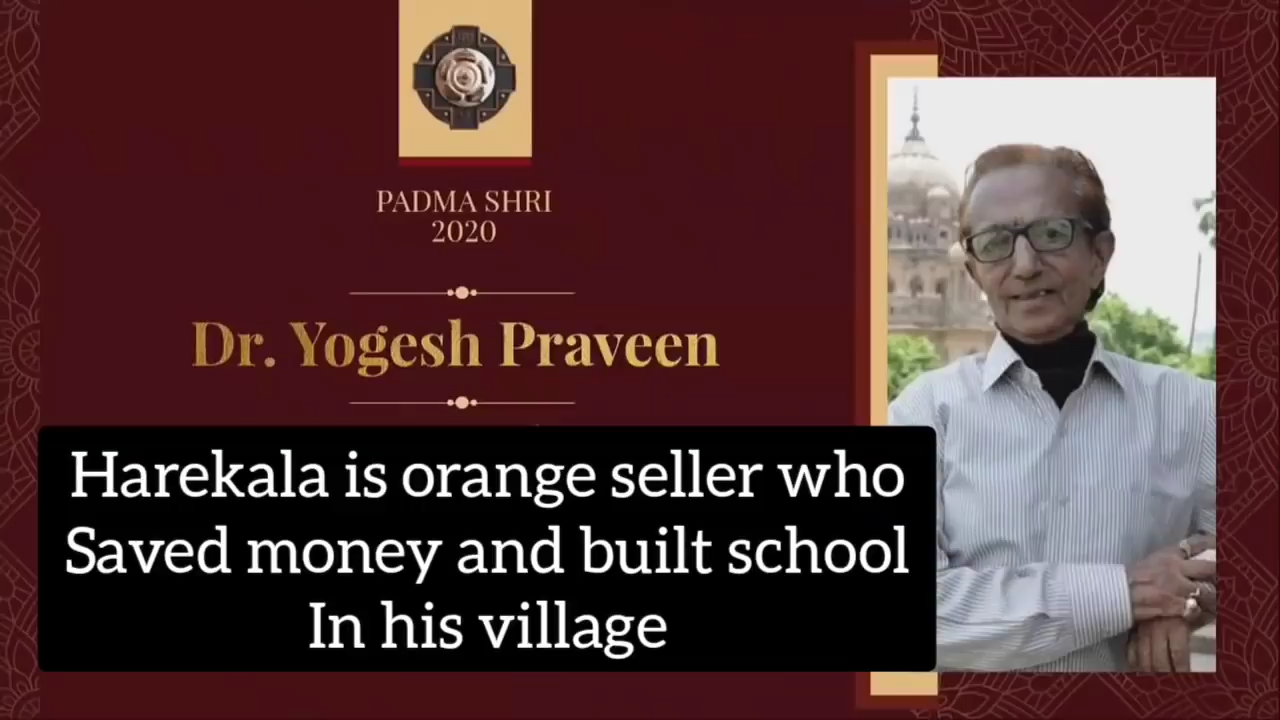 PADMA SHRI
2020
Dr. Yogesh Praveen
Harekala is orange seller who
Saved money and built school
In his village